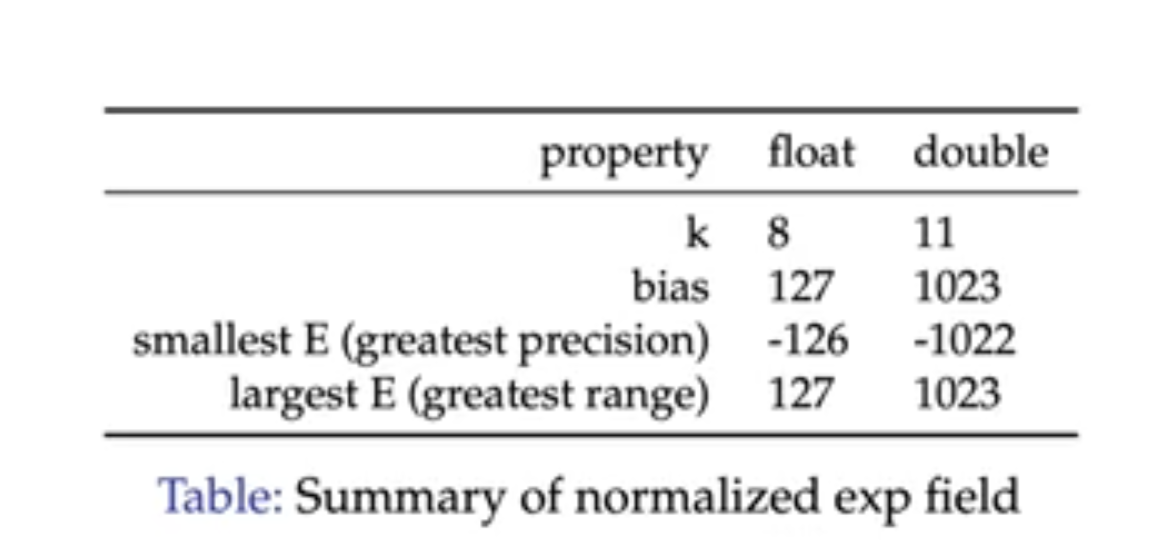 property float double
k 8 11
bias 127 1023
smallest E (greatest precision) -126 -1022
largest E (greatest range) 127 1023
Table: Summary of normalized exp field